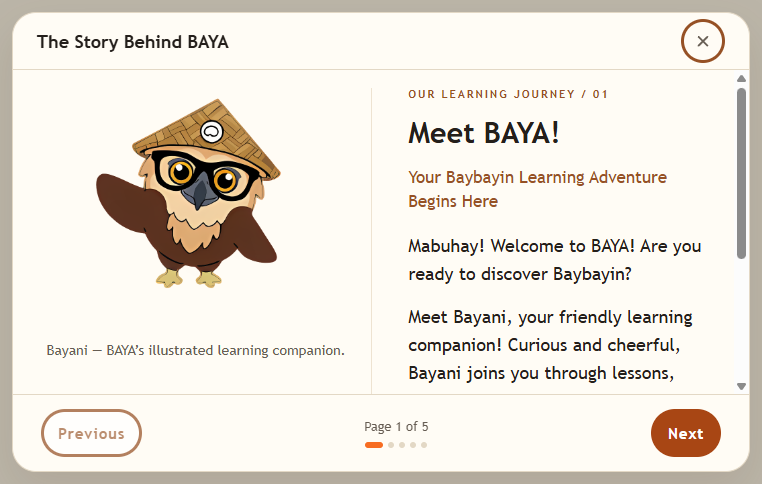 The Story Behind BAYA
OUR LEARNING JOURNEY / 01
Meet BAYA!
Your Baybayin Learning Adventure
Begins Here
Mabuhay! Welcome to BAYA! Are you
ready to discover Baybayin?
Meet Bayani, your friendly learning
companion! Curious and cheerful,
Bayani joins you through lessons,
Bayani — BAYA’s illustrated learning companion.
Previous
Page 1 of 5
Next